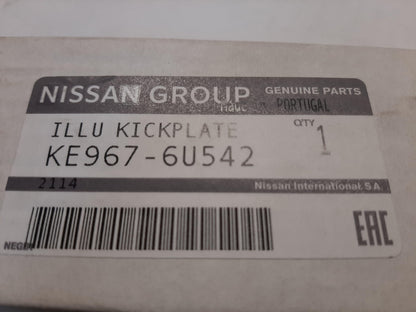 NISSAN GROUP GENUINE PARTS
Made in PORTUGAL
ILLU KICKPLATE QTY
KE967-6U542 1
2114 Nissan International S.A.
EAC